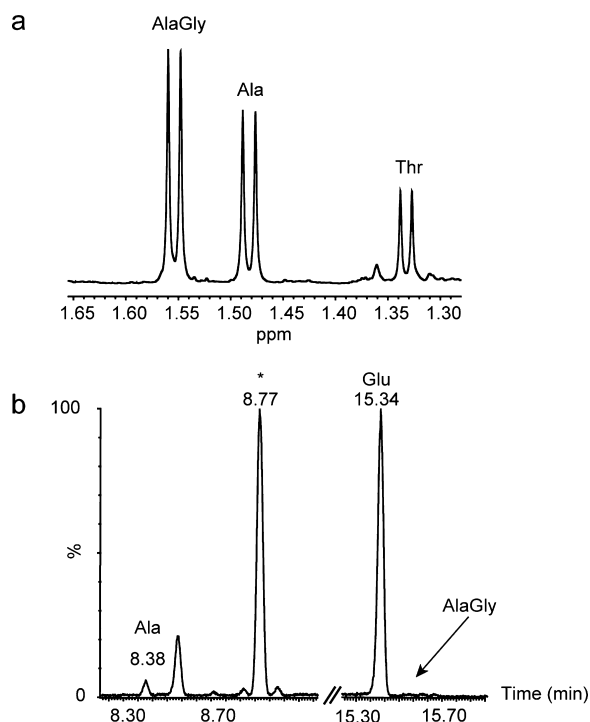 a
AlaGly
Ala
Thr
1.65 1.60 1.55 1.50 1.45 1.40 1.35 1.30
ppm
b
100
*
8.77
Glu
15.34
%
AlaGly
Ala
8.38
0
Time (min)
8.30 8.70 15.30 15.70